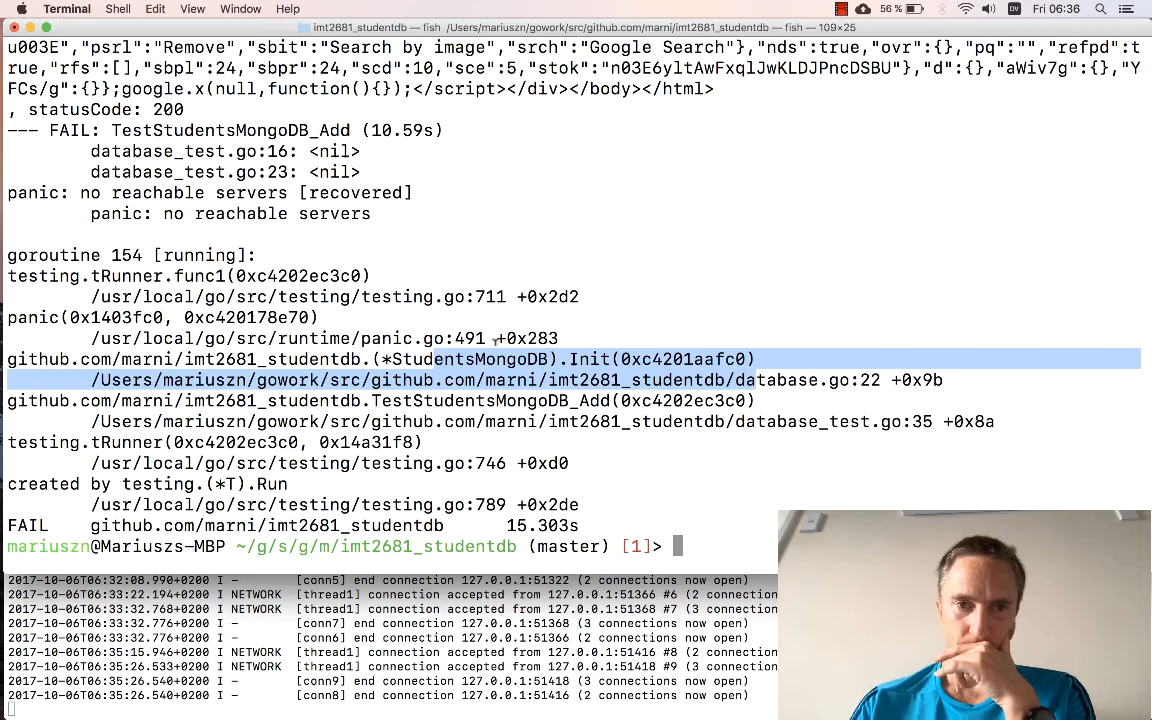 Terminal Shell Edit View Window Help 56 % DV Fri 06:36
imt2681_studentdb — fish /Users/mariuszn/gowork/src/github.com/marni/imt2681_studentdb — fish — 109×25
u003E","psrl":"Remove","sbit":"Search by image","srch":"Google Search"},"nds":true,"ovr":{},"pq":"","refpd":t
rue,"rfs":[],"sbpl":24,"sbpr":24,"scd":10,"sce":5,"stok":"n03E6yltAwFxqlJwKLDJPncDSBU"},"d":{},"aWiv7g":{},"Y
FCs/g":{}};google.x(null,function(){});</script></div></body></html>
, statusCode: 200
--- FAIL: TestStudentsMongoDB_Add (10.59s)
database_test.go:16: <nil>
database_test.go:23: <nil>
panic: no reachable servers [recovered]
panic: no reachable servers
goroutine 154 [running]:
testing.tRunner.func1(0xc4202ec3c0)
/usr/local/go/src/testing/testing.go:711 +0x2d2
panic(0x1403fc0, 0xc420178e70)
/usr/local/go/src/runtime/panic.go:491 +0x283
github.com/marni/imt2681_studentdb.(*StudentsMongoDB).Init(0xc4201aafc0)
/Users/mariuszn/gowork/src/github.com/marni/imt2681_studentdb/database.go:22 +0x9b
github.com/marni/imt2681_studentdb.TestStudentsMongoDB_Add(0xc4202ec3c0)
/Users/mariuszn/gowork/src/github.com/marni/imt2681_studentdb/database_test.go:35 +0x8a
testing.tRunner(0xc4202ec3c0, 0x14a31f8)
/usr/local/go/src/testing/testing.go:746 +0xd0
created by testing.(*T).Run
/usr/local/go/src/testing/testing.go:789 +0x2de
FAIL github.com/marni/imt2681_studentdb 15.303s
mariuszn@Mariuszs-MBP ~/g/s/g/m/imt2681_studentdb (master) [1]>
2017-10-06T06:32:08.990+0200 I - [conn5] end connection 127.0.0.1:51322 (2 connections now open)
2017-10-06T06:33:22.194+0200 I NETWORK [thread1] connection accepted from 127.0.0.1:51366 #6 (2 connection
2017-10-06T06:33:32.768+0200 I NETWORK [thread1] connection accepted from 127.0.0.1:51368 #7 (3 connection
2017-10-06T06:33:32.776+0200 I - [conn7] end connection 127.0.0.1:51368 (3 connections now open)
2017-10-06T06:33:32.776+0200 I - [conn6] end connection 127.0.0.1:51366 (2 connections now open)
2017-10-06T06:35:15.946+0200 I NETWORK [thread1] connection accepted from 127.0.0.1:51416 #8 (2 connection
2017-10-06T06:35:26.533+0200 I NETWORK [thread1] connection accepted from 127.0.0.1:51418 #9 (3 connection
2017-10-06T06:35:26.540+0200 I - [conn9] end connection 127.0.0.1:51418 (3 connections now open)
2017-10-06T06:35:26.540+0200 I - [conn8] end connection 127.0.0.1:51416 (2 connections now open)